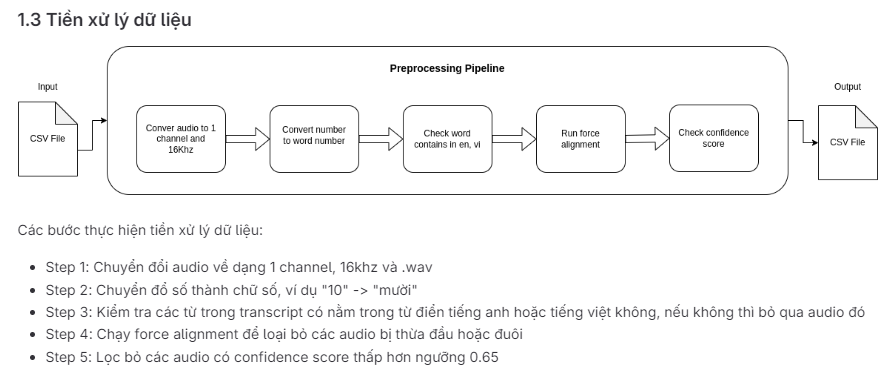 1.3 Tiền xử lý dữ liệu
Preprocessing Pipeline
Input
CSV File
Conver audio to 1
channel and
16Khz
Convert number
to word number
Check word
contains in en, vi
Run force
alignment
Check confidence
score
Output
CSV File
Các bước thực hiện tiền xử lý dữ liệu:
Step 1: Chuyển đổi audio về dạng 1 channel, 16khz và .wav
Step 2: Chuyển đổ số thành chữ số, ví dụ "10" -> "mười"
Step 3: Kiểm tra các từ trong transcript có nằm trong từ điển tiếng anh hoặc tiếng việt không, nếu không thì bỏ qua audio đó
Step 4: Chạy force alignment để loại bỏ các audio bị thừa đầu hoặc đuôi
Step 5: Lọc bỏ các audio có confidence score thấp hơn ngưỡng 0.65